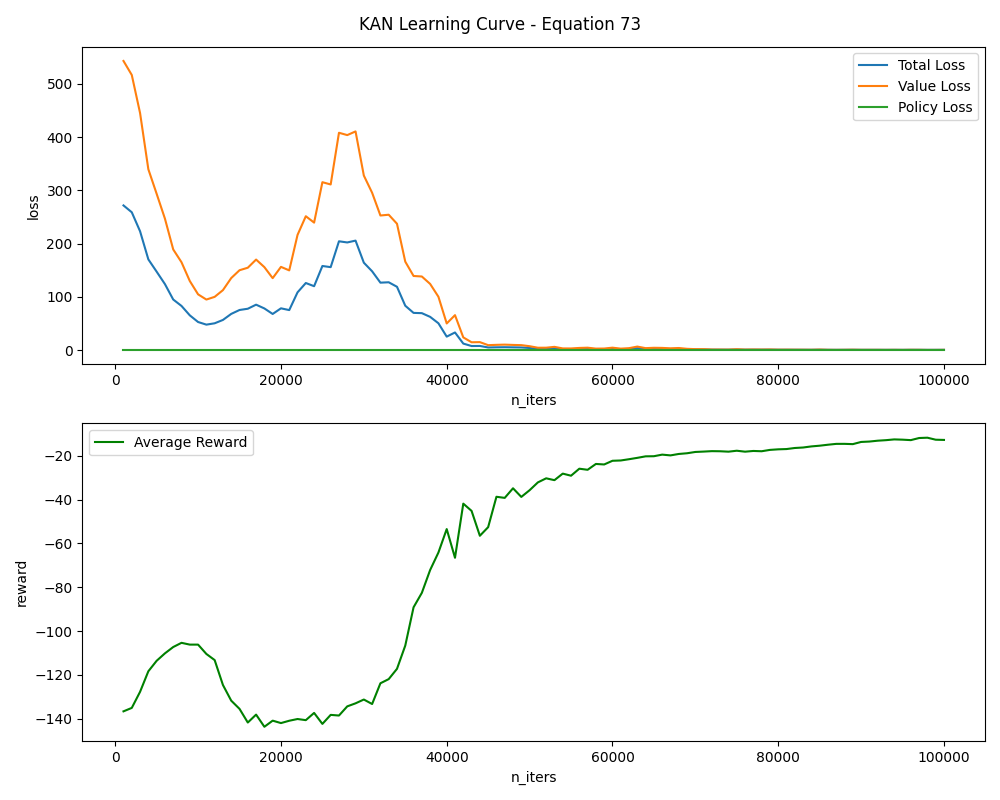 KAN Learning Curve - Equation 73
500
400
300
200
100
0
loss
Total Loss
Value Loss
Policy Loss
0 20000 40000 60000 80000 100000
n_iters
−20
−40
−60
−80
−100
−120
−140
reward
Average Reward
0 20000 40000 60000 80000 100000
n_iters